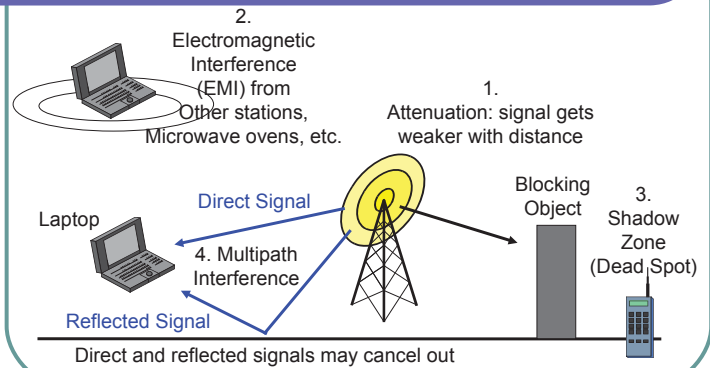 2.
Electromagnetic
Interference
(EMI) from
Other stations,
Microwave ovens, etc.
1.
Attenuation: signal gets
weaker with distance
Direct Signal
Laptop
4. Multipath
Interference
Reflected Signal
Blocking
Object
3.
Shadow
Zone
(Dead Spot)
Direct and reflected signals may cancel out